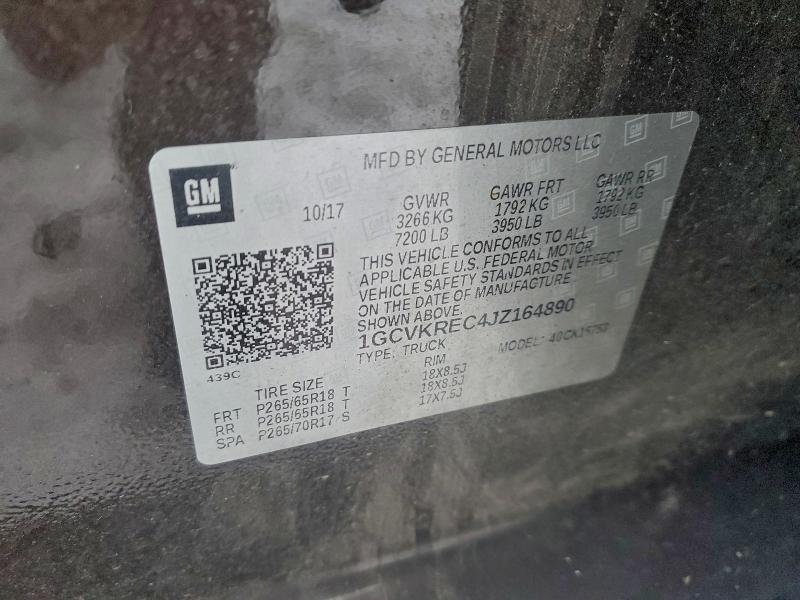 MFD BY GENERAL MOTORS LLC
GM
10/17
GVWR GAWR FRT GAWR RR
3266 KG 1792 KG 1792 KG
7200 LB 3950 LB 3950 LB
THIS VEHICLE CONFORMS TO ALL
APPLICABLE U.S. FEDERAL MOTOR
VEHICLE SAFETY STANDARDS IN EFFECT
ON THE DATE OF MANUFACTURE
SHOWN ABOVE.
1GCVKREC4JZ164890
TYPE: TRUCK MODEL:
439C
TIRE SIZE RIM
FRT P265/65R18 T 18X8.5J
RR P265/65R18 T 18X8.5J
SPA P265/70R17 S 17X7.5J